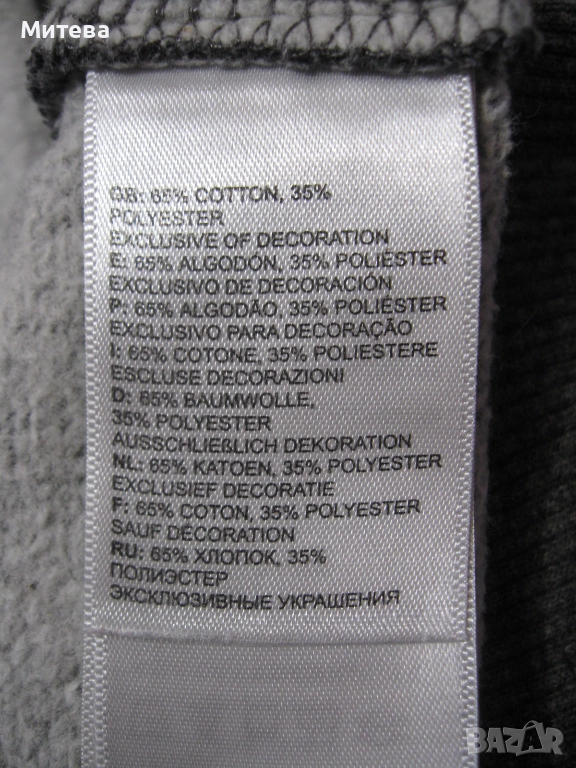 Митева
GB: 65% COTTON, 35%
POLYESTER
EXCLUSIVE OF DECORATION
E: 65% ALGODÓN, 35% POLIÉSTER
EXCLUSIVO DE DECORACIÓN
P: 65% ALGODÃO, 35% POLIÉSTER
EXCLUSIVO PARA DECORAÇÃO
I: 65% COTONE, 35% POLIESTERE
ESCLUSE DECORAZIONI
D: 65% BAUMWOLLE,
35% POLYESTER
AUSSCHLIEßLICH DEKORATION
NL: 65% KATOEN, 35% POLYESTER
EXCLUSIEF DECORATIE
F: 65% COTON, 35% POLYESTER
SAUF DÉCORATION
RU: 65% ХЛОПОК, 35%
ПОЛИЭСТЕР
ЭКСКЛЮЗИВНЫЕ УКРАШЕНИЯ
BAZAR